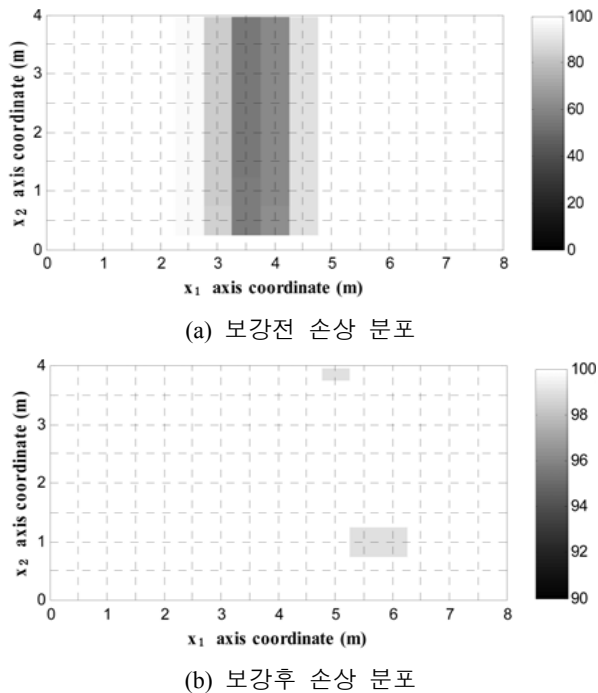 4
3
2
1
0
x₂ axis coordinate (m)
0 1 2 3 4 5 6 7 8
x₁ axis coordinate (m)
100
80
60
40
20
0
(a) 보강전 손상 분포
4
3
2
1
0
x₂ axis coordinate (m)
0 1 2 3 4 5 6 7 8
x₁ axis coordinate (m)
100
98
96
94
92
90
(b) 보강후 손상 분포